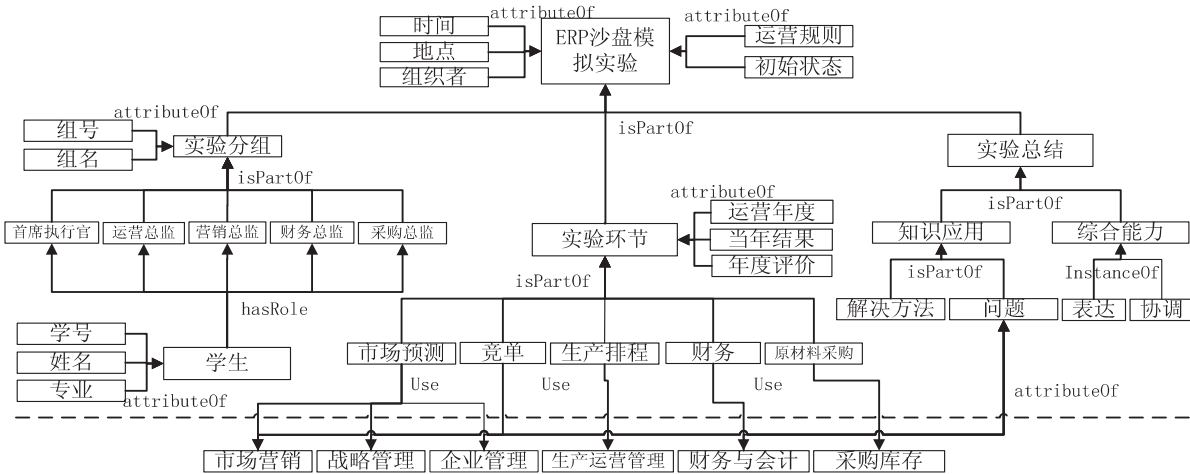 attributeOf
attributeOf
时间
地点
组织者
ERP沙盘模
拟实验
运营规则
初始状态
attributeOf
组号
组名
实验分组
isPartOf
实验总结
isPartOf
isPartOf
attributeOf
首席执行官
运营总监
营销总监
财务总监
采购总监
实验环节
运营年度
当年结果
年度评价
知识应用
综合能力
isPartOf
isPartOf
InstanceOf
hasRole
解决方法
问题
表达
协调
学号
姓名
专业
学生
attributeOf
市场预测
竞单
生产排程
财务
原材料采购
Use
Use
Use
attributeOf
市场营销
战略管理
企业管理
生产运营管理
财务与会计
采购库存